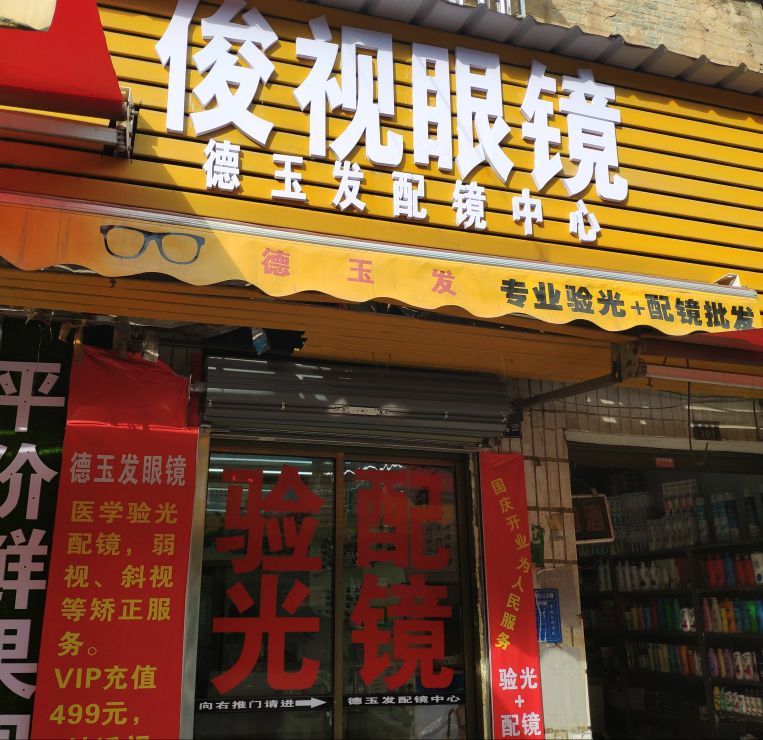 俊视眼镜
德玉发配镜中心
德玉发 专业验光+配镜批发
平价鲜果
德玉发眼镜
医学验光
配镜，弱
视、斜视
等矫正服
务。
VIP充值
499元，
验光
配镜
向右推门请进
德玉发配镜中心
国庆开业为人民服务
验光
+
配镜
酒